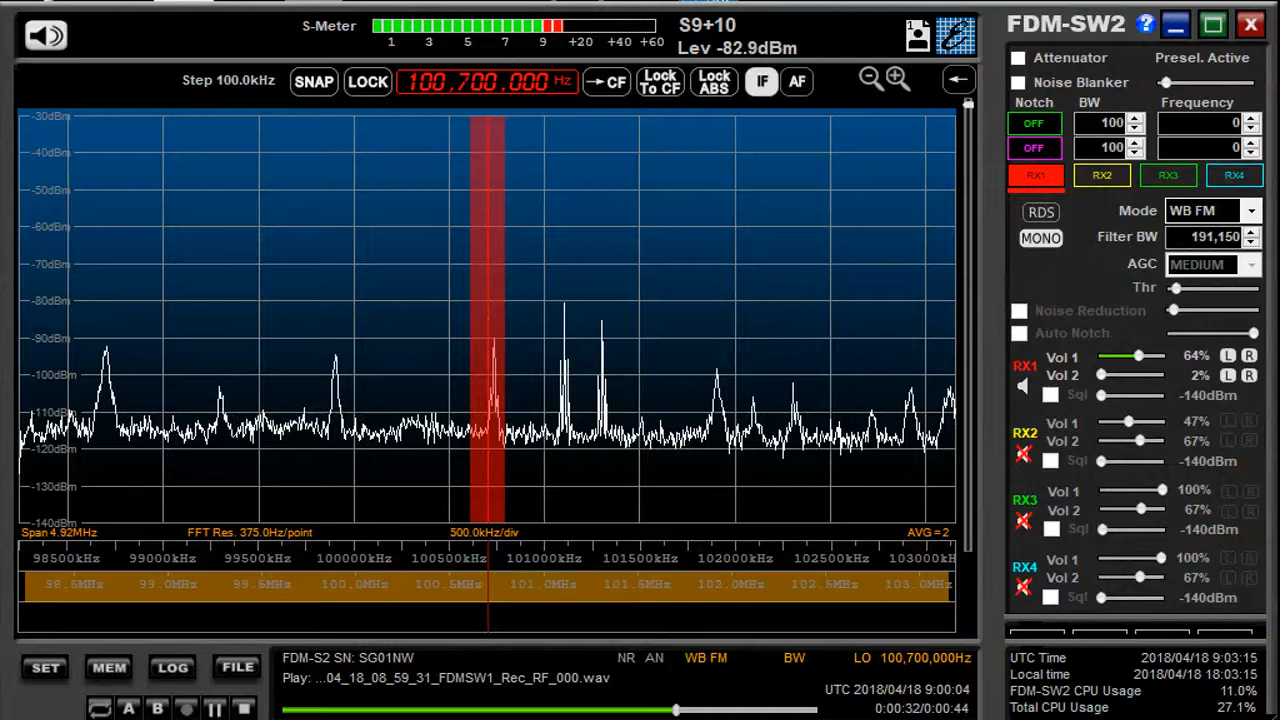 S-Meter
1 3 5 7 9 +20 +40 +60
S9+10
Lev -82.9dBm
1
FDM-SW2 ?
Step 100.0kHz SNAP LOCK 100.700.000 Hz →CF Lock To CF Lock ABS IF AF
-30dBm
-40dBm
-50dBm
-60dBm
-70dBm
-80dBm
-90dBm
-100dBm
-110dBm
-120dBm
-130dBm
-140dBm
Span 4.92MHz FFT Res. 375.0Hz/point 500.0kHz/div AVG=2
98500kHz 99000kHz 99500kHz 100000kHz 100500kHz 101000kHz 101500kHz 102000kHz 102500kHz 103000kH
98.5MHz 99.0MHz 99.5MHz 100.0MHz 100.5MHz 101.0MHz 101.5MHz 102.0MHz 102.5MHz 103.0MHz
Attenuator Presel. Active
Noise Blanker
Notch BW Frequency
OFF 100 0
OFF 100 0
RX1 RX2 RX3 RX4
RDS Mode WB FM
MONO Filter BW 191,150
AGC MEDIUM
Thr
Noise Reduction
Auto Notch
RX1 Vol 1 64% L R
Vol 2 2% L R
Sql -140dBm
RX2 Vol 1 47% L R
Vol 2 67% L R
Sql -140dBm
RX3 Vol 1 100% L R
Vol 2 67% L R
Sql -140dBm
RX4 Vol 1 100% L R
Vol 2 67% L R
Sql -140dBm
SET MEM LOG FILE
A B
FDM-S2 SN: SG01NW NR AN WB FM BW LO 100,700,000Hz
Play: ...04_18_08_59_31_FDMSW1_Rec_RF_000.wav
UTC 2018/04/18 9:00:04
0:00:32/0:00:44
UTC Time 2018/04/18 9:03:15
Local time 2018/04/18 18:03:15
FDM-SW2 CPU Usage 11.0%
Total CPU Usage 27.1%